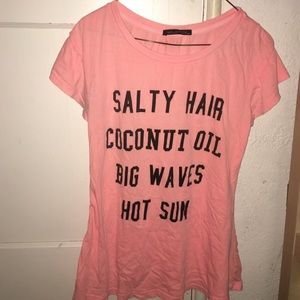 SALTY HAIR
COCONUT OIL
BIG WAVES
HOT SUN